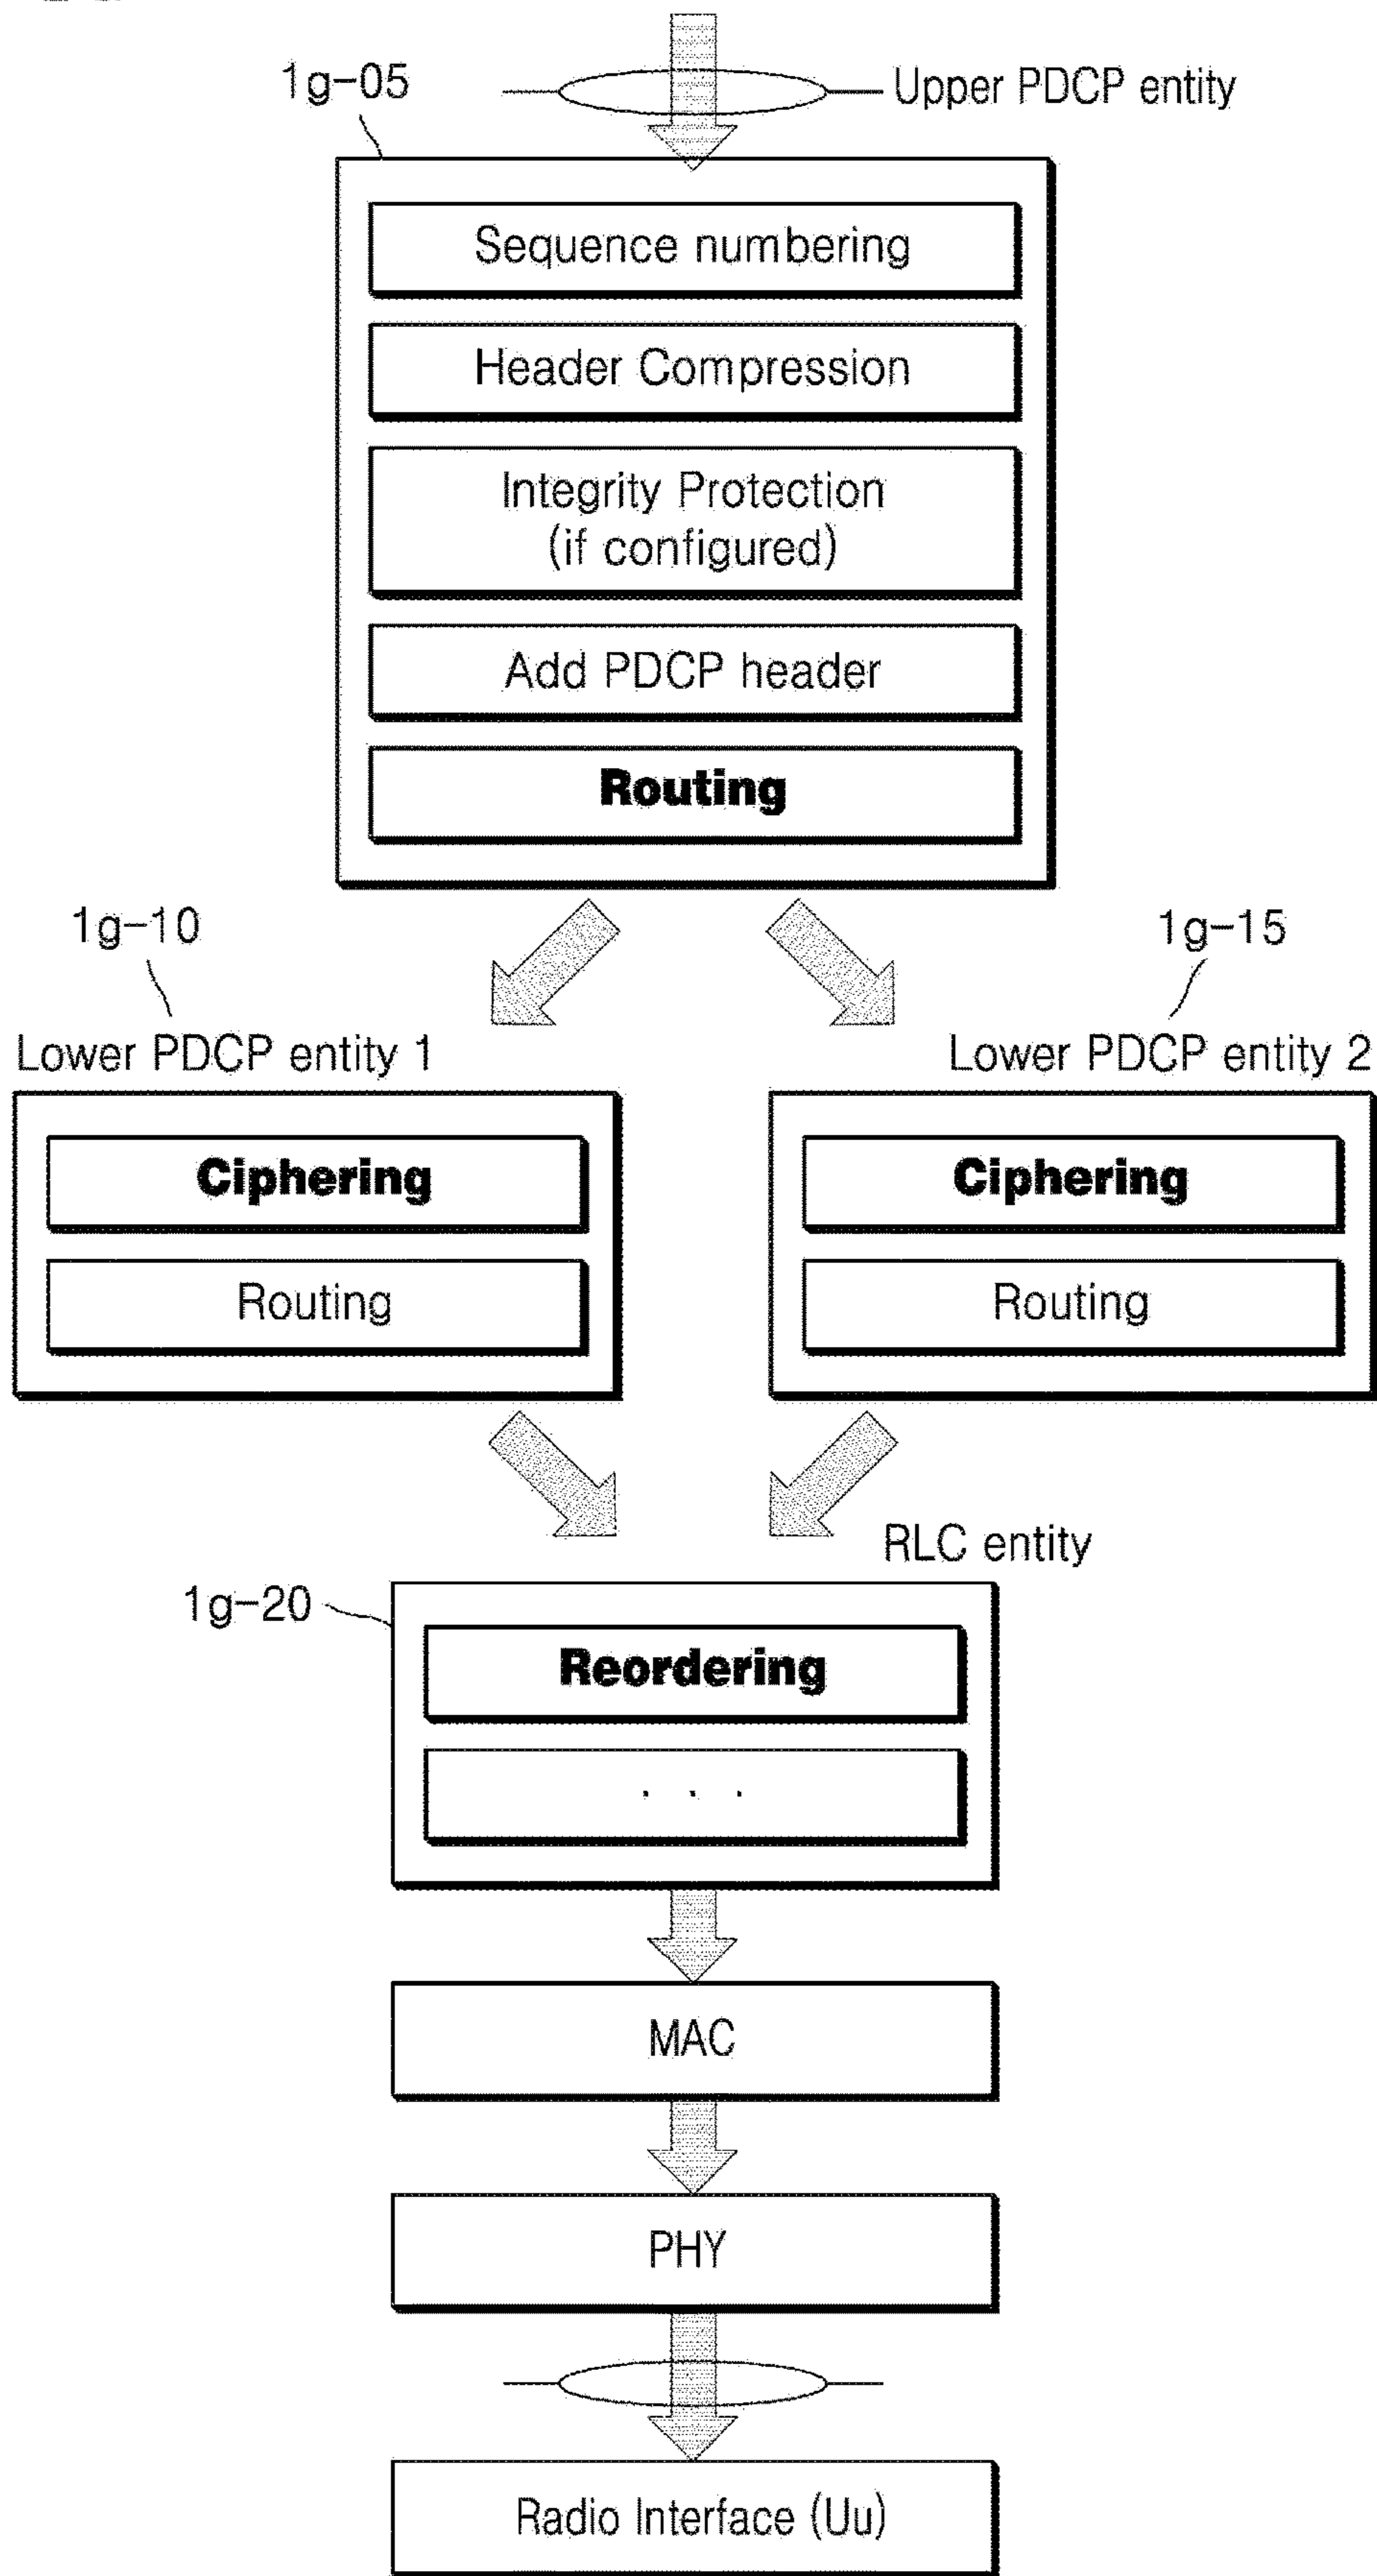 1g-05
Upper PDCP entity
Sequence numbering
Header Compression
Integrity Protection
(if configured)
Add PDCP header
Routing
1g-10
1g-15
Lower PDCP entity 1
Lower PDCP entity 2
Ciphering
Ciphering
Routing
Routing
RLC entity
1g-20
Reordering
. . .
MAC
PHY
Radio Interface (Uu)